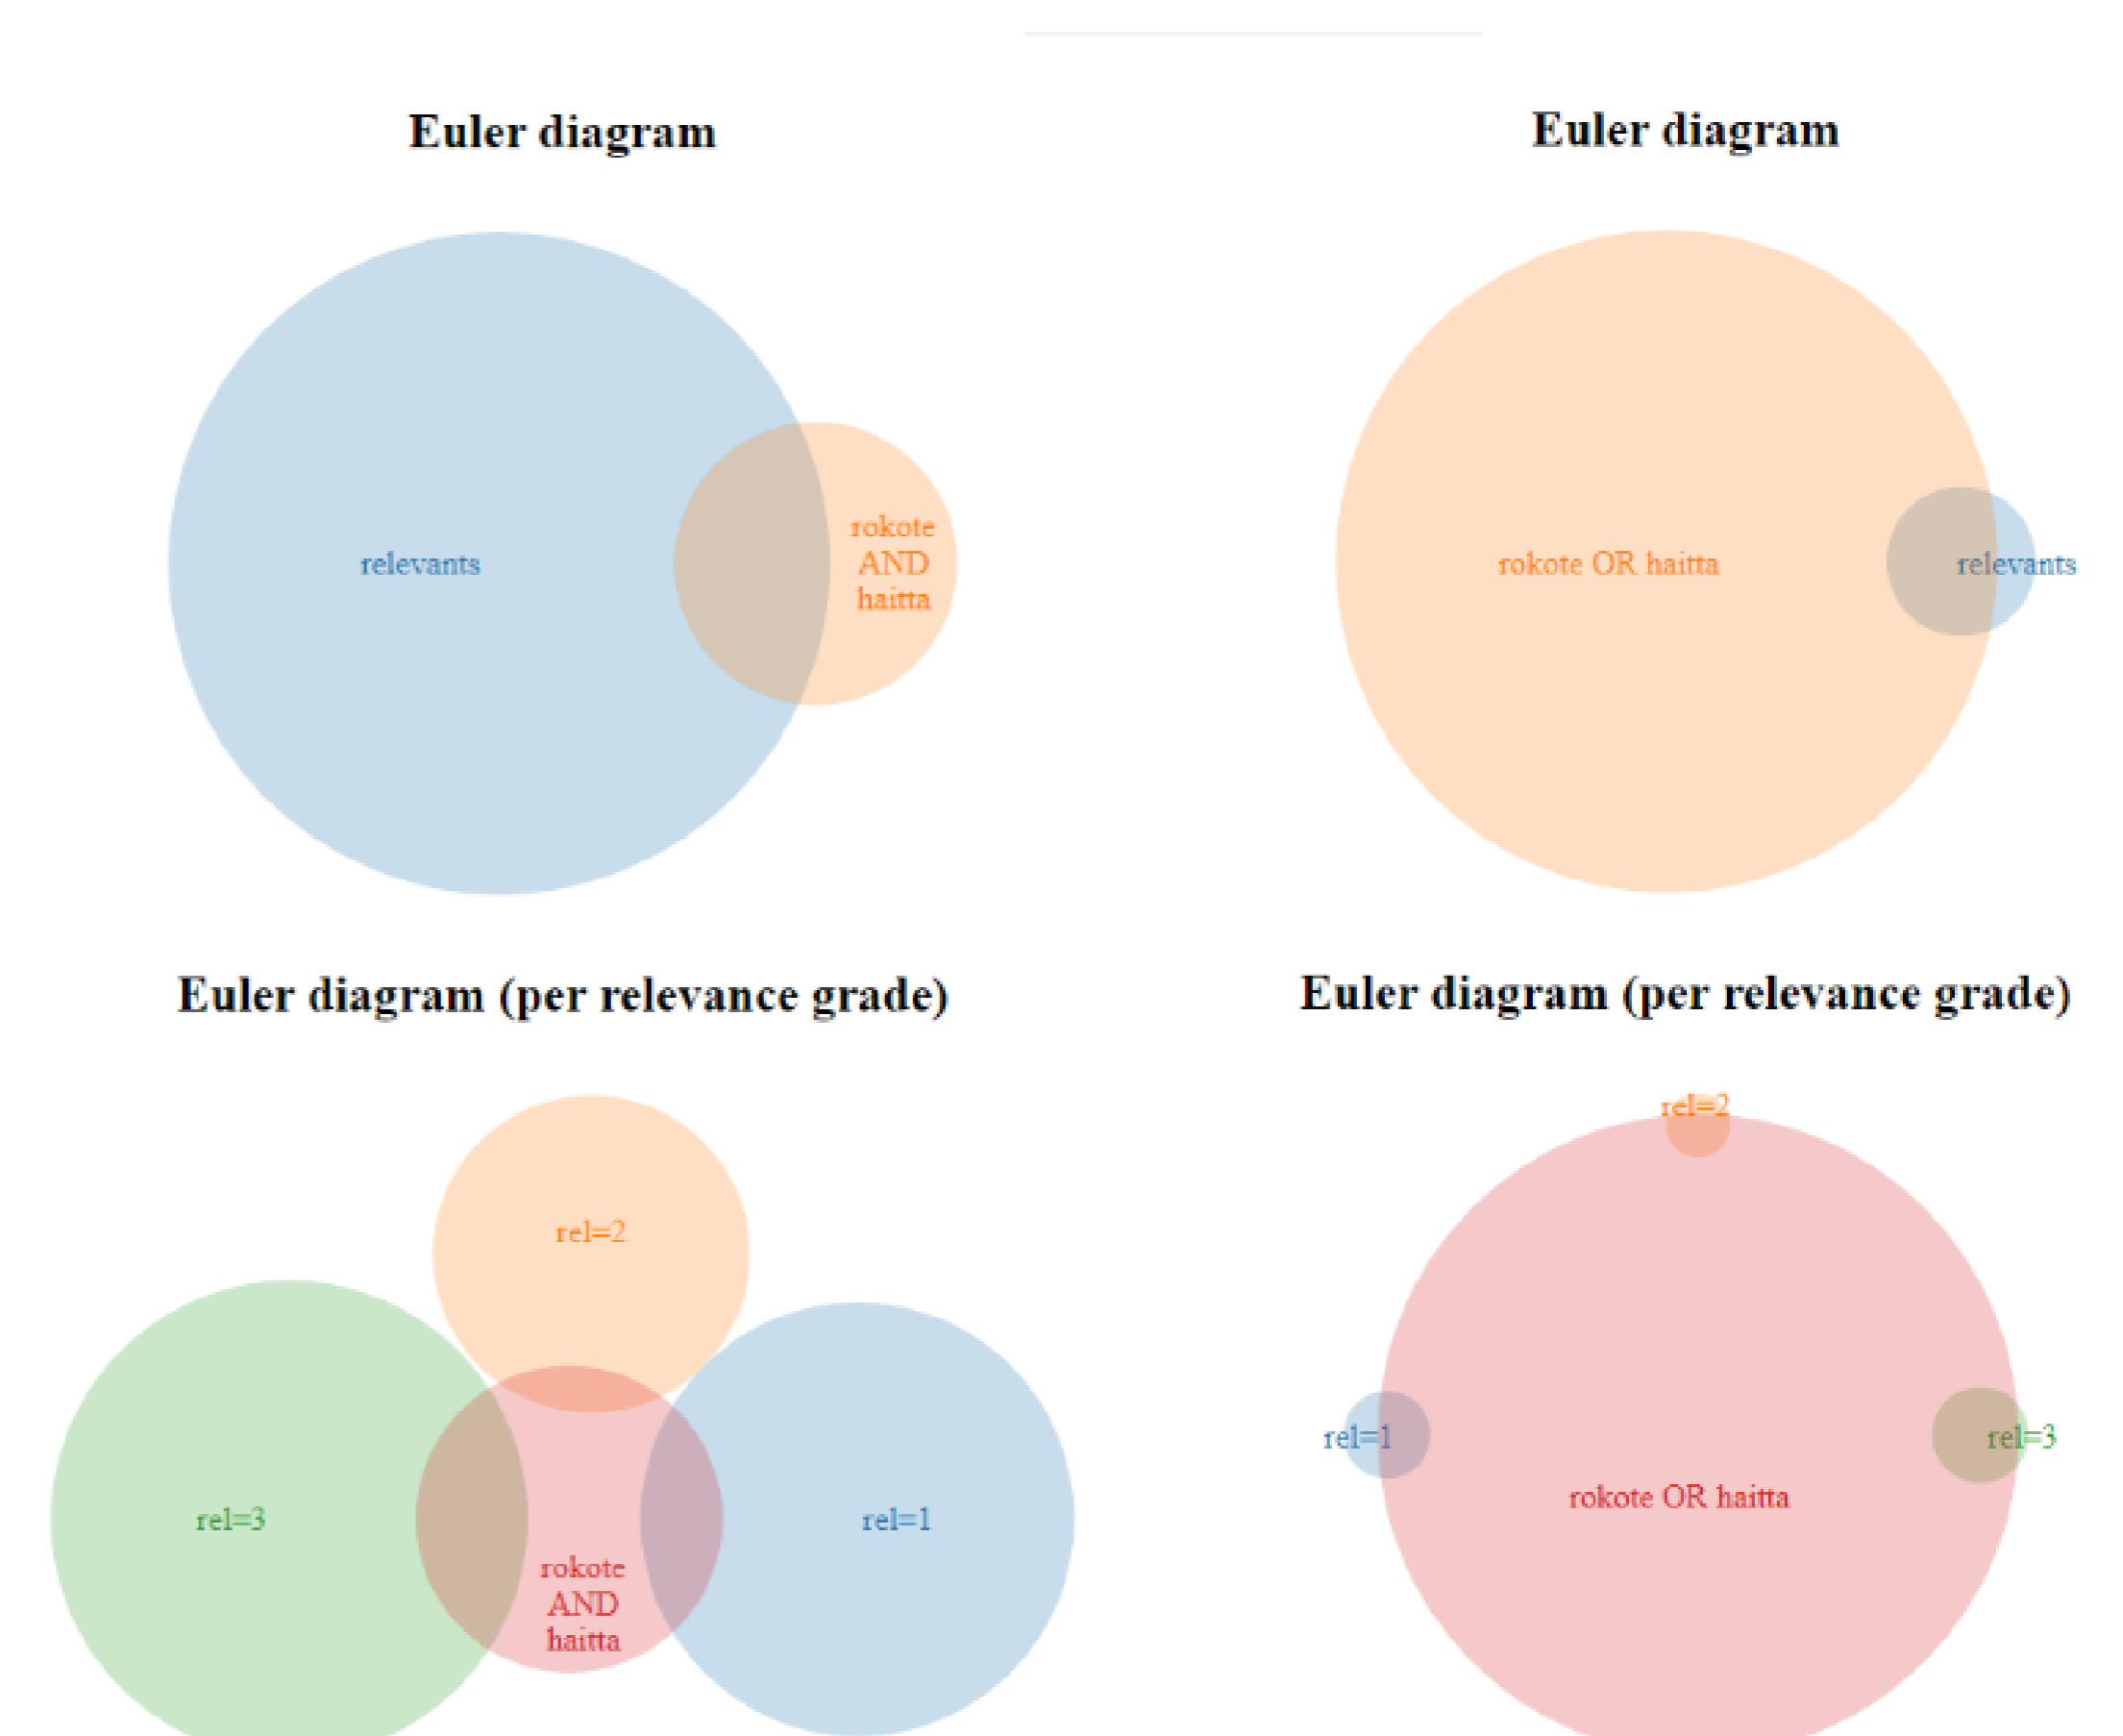 Euler diagram
relevants
rokote
AND
haitta
Euler diagram
rokote OR haitta
relevants
Euler diagram (per relevance grade)
rel=2
rel=3
rel=1
rokote
AND
haitta
Euler diagram (per relevance grade)
rel=2
rel=1
rel=3
rokote OR haitta